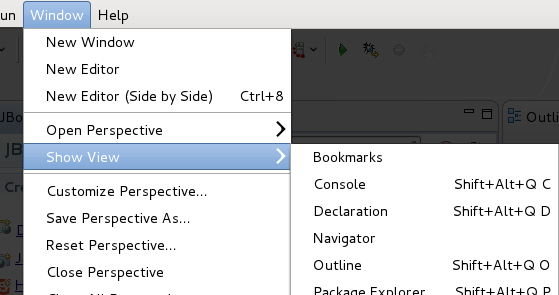 un Window Help
New Window
New Editor
New Editor (Side by Side) Ctrl+8
Open Perspective
Show View
Customize Perspective...
Save Perspective As...
Reset Perspective...
Close Perspective
Bookmarks
Console Shift+Alt+Q C
Declaration Shift+Alt+Q D
Navigator
Outline Shift+Alt+Q O
Package Explorer Shift+Alt+Q P
JBo
JB
Cre
Outli